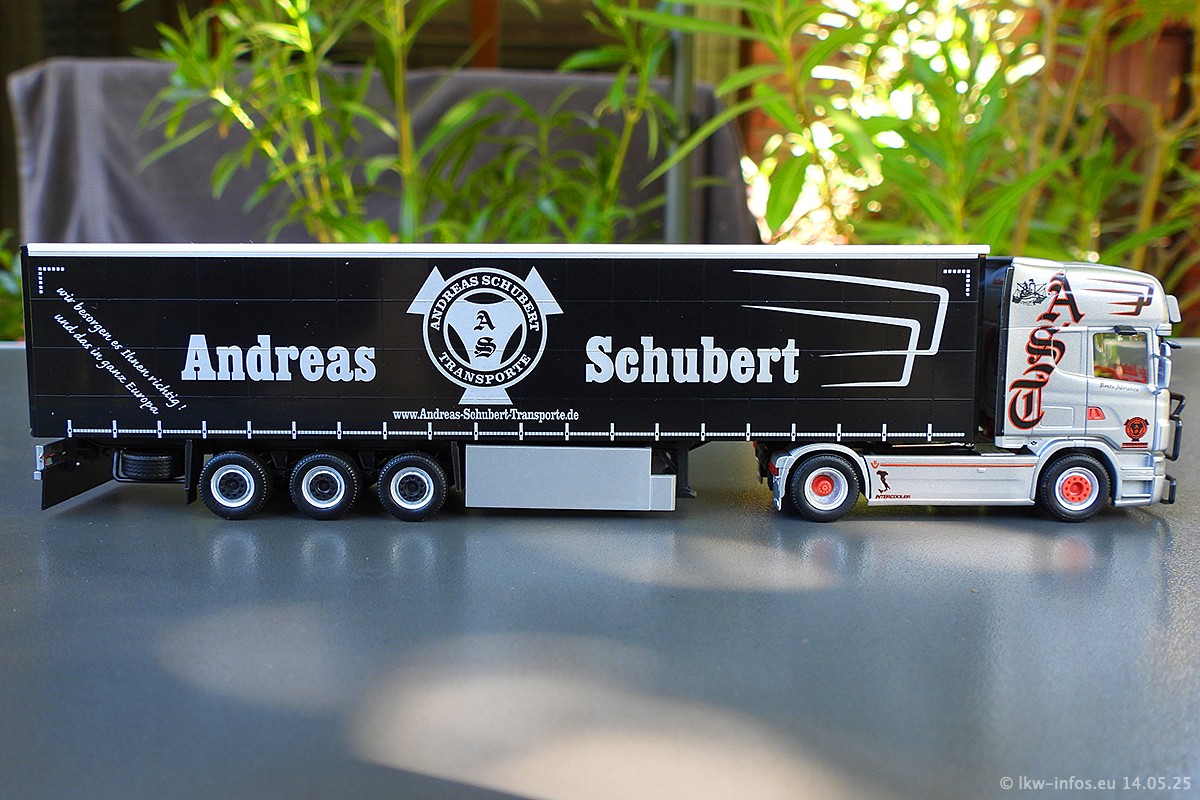 wir besorgen es Ihnen richtig !
und das in ganz Europa
Andreas
ANDREAS SCHUBERT
AS
TRANSPORTE
Schubert
www.Andreas-Schubert-Transporte.de
AST
AS
INTERCOOLER
© lkw-infos.eu 14.05.25